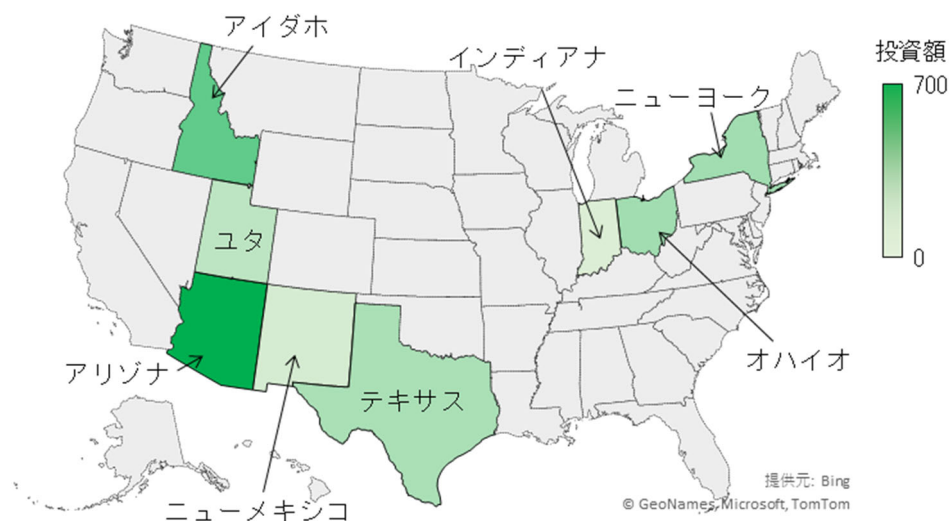 アイダホ
インディアナ
投資額
700
ニューヨーク
ユタ
0
オハイオ
アリゾナ
テキサス
ニューメキシコ
提供元: Bing
© GeoNames, Microsoft, TomTom